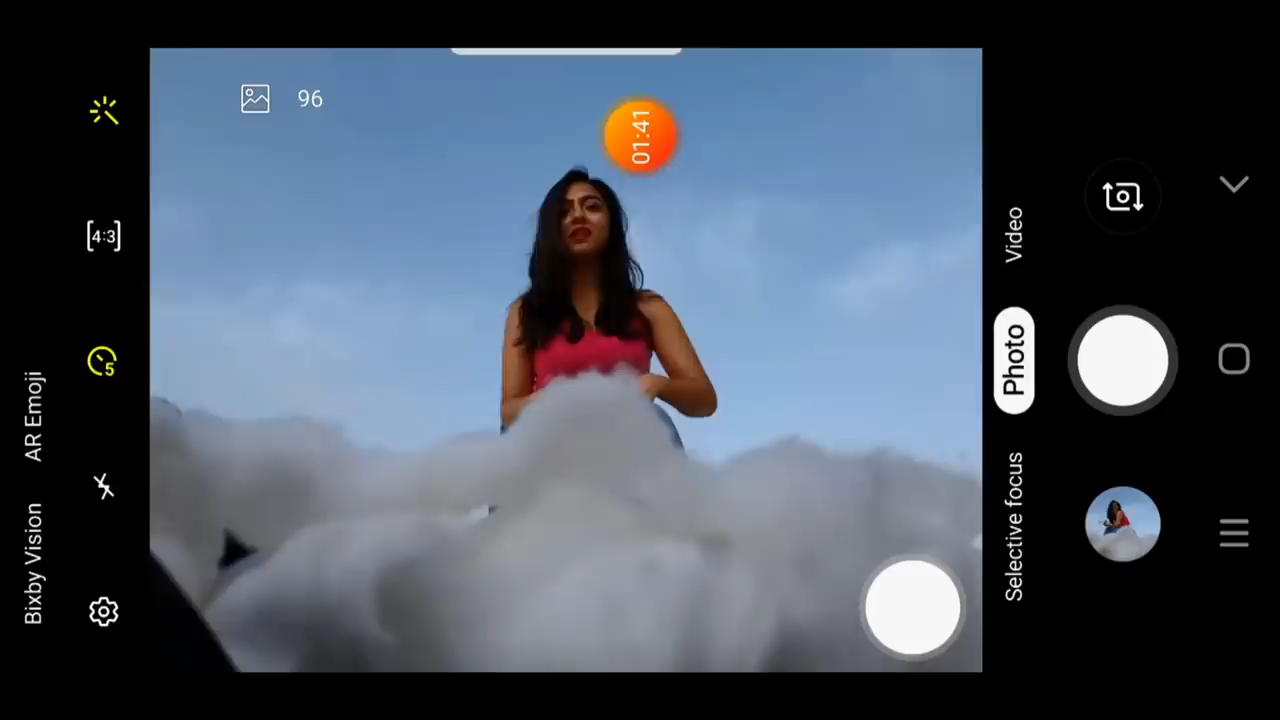 96
01:41
4:3
5
Bixby Vision
AR Emoji
Selective focus
Photo
Video